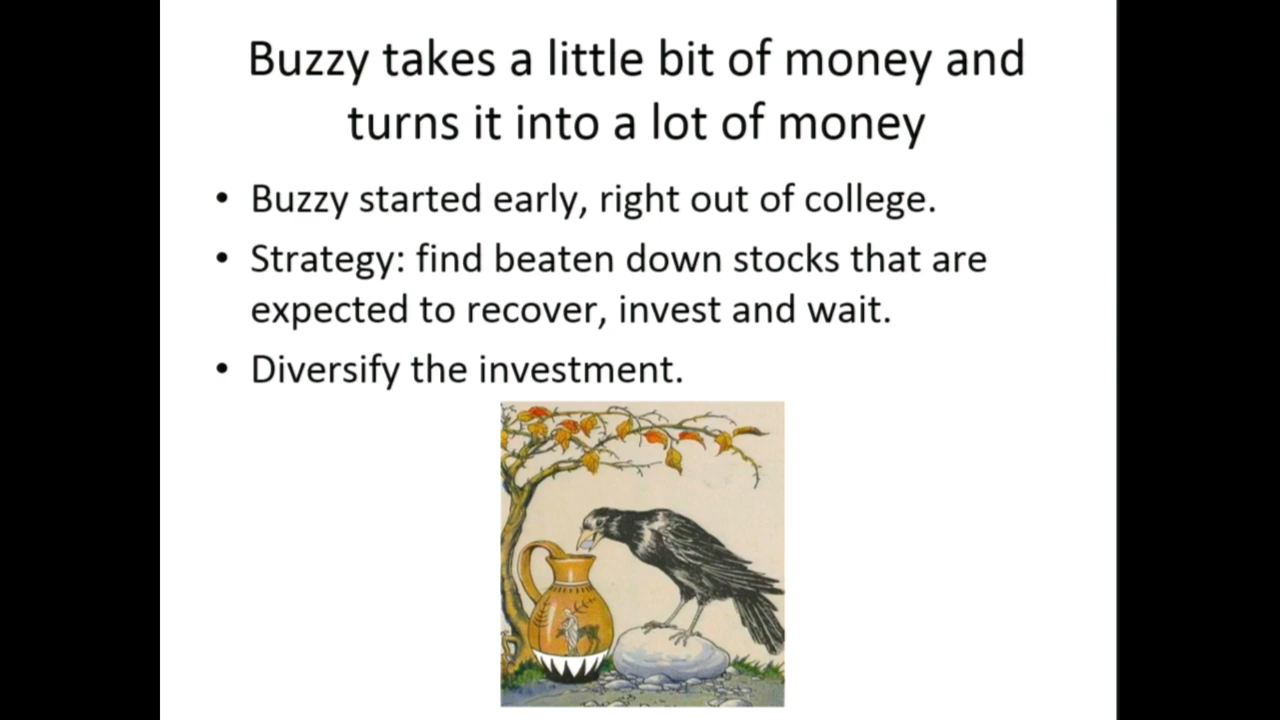 Buzzy takes a little bit of money and
turns it into a lot of money
• Buzzy started early, right out of college.
• Strategy: find beaten down stocks that are
expected to recover, invest and wait.
• Diversify the investment.